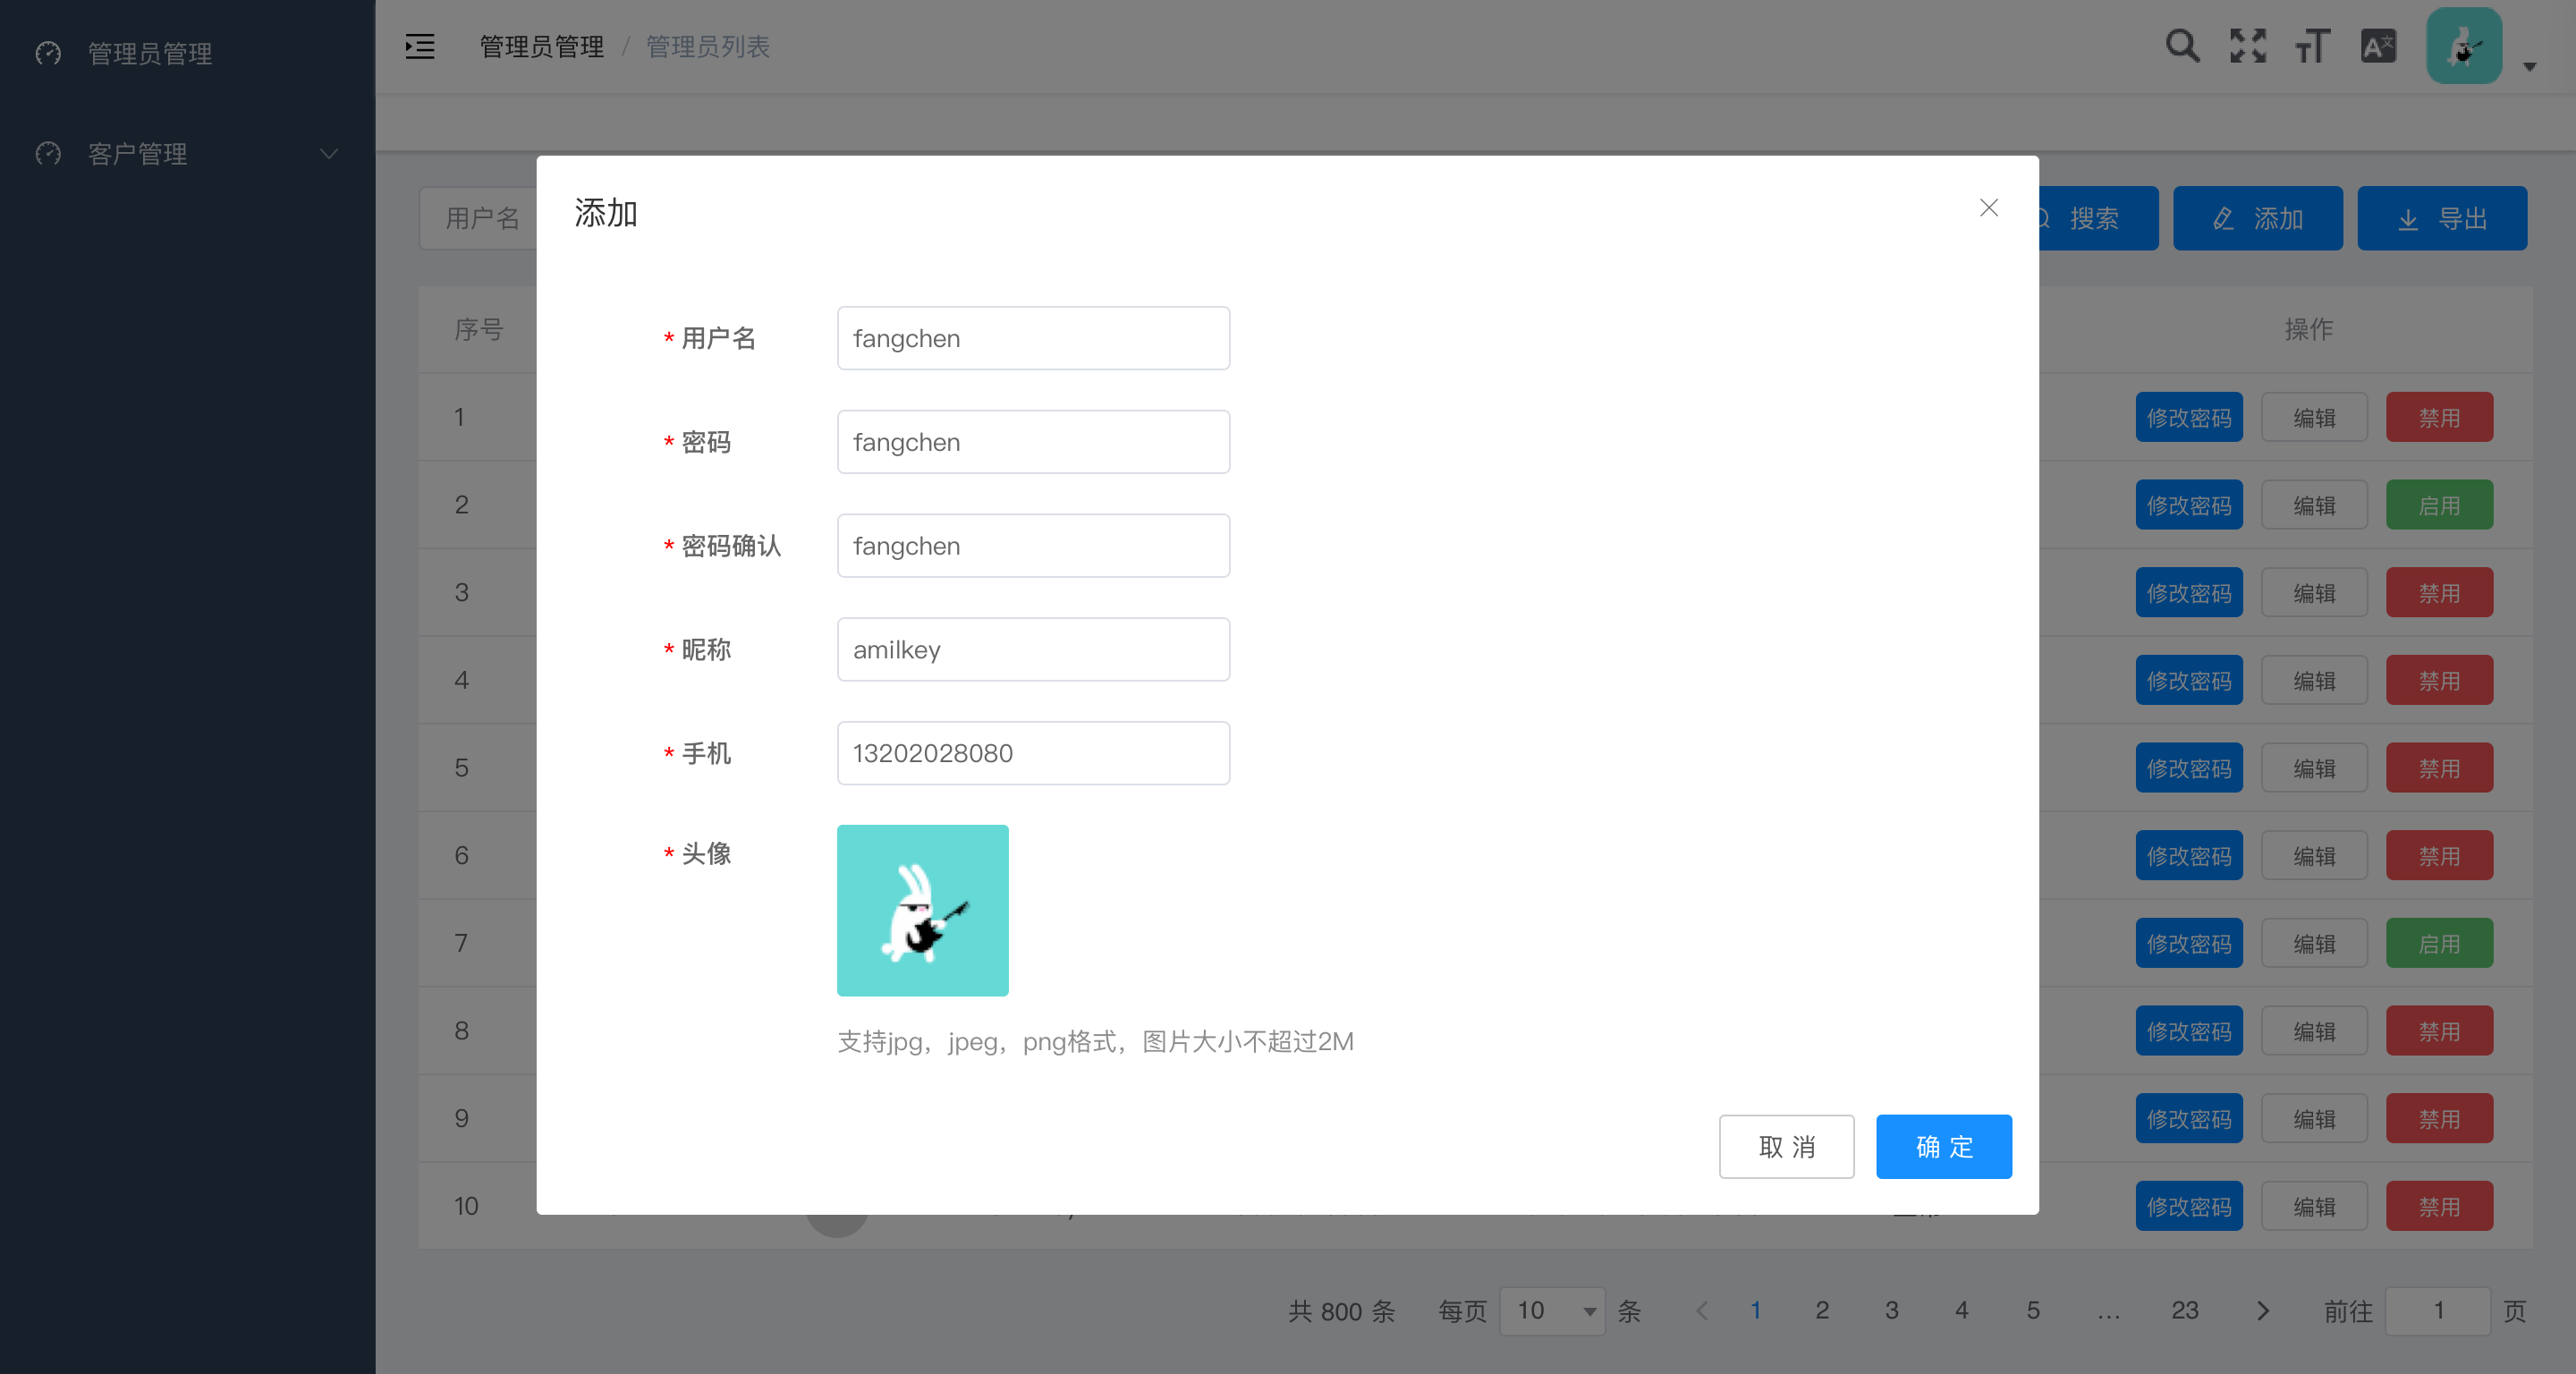 管理员管理
客户管理
管理员管理 / 管理员列表
用户名
搜索
添加
导出
序号
操作
1 修改密码 编辑 禁用
2 修改密码 编辑 启用
3 修改密码 编辑 禁用
4 修改密码 编辑 禁用
5 修改密码 编辑 禁用
6 修改密码 编辑 禁用
7 修改密码 编辑 启用
8 修改密码 编辑 禁用
9 修改密码 编辑 禁用
10 修改密码 编辑 禁用
添加
* 用户名 fangchen
* 密码 fangchen
* 密码确认 fangchen
* 昵称 amilkey
* 手机 13202028080
* 头像
支持jpg，jpeg，png格式，图片大小不超过2M
取 消 确 定
共 800 条 每页 10 条 1 2 3 4 5 ... 23 前往 1 页